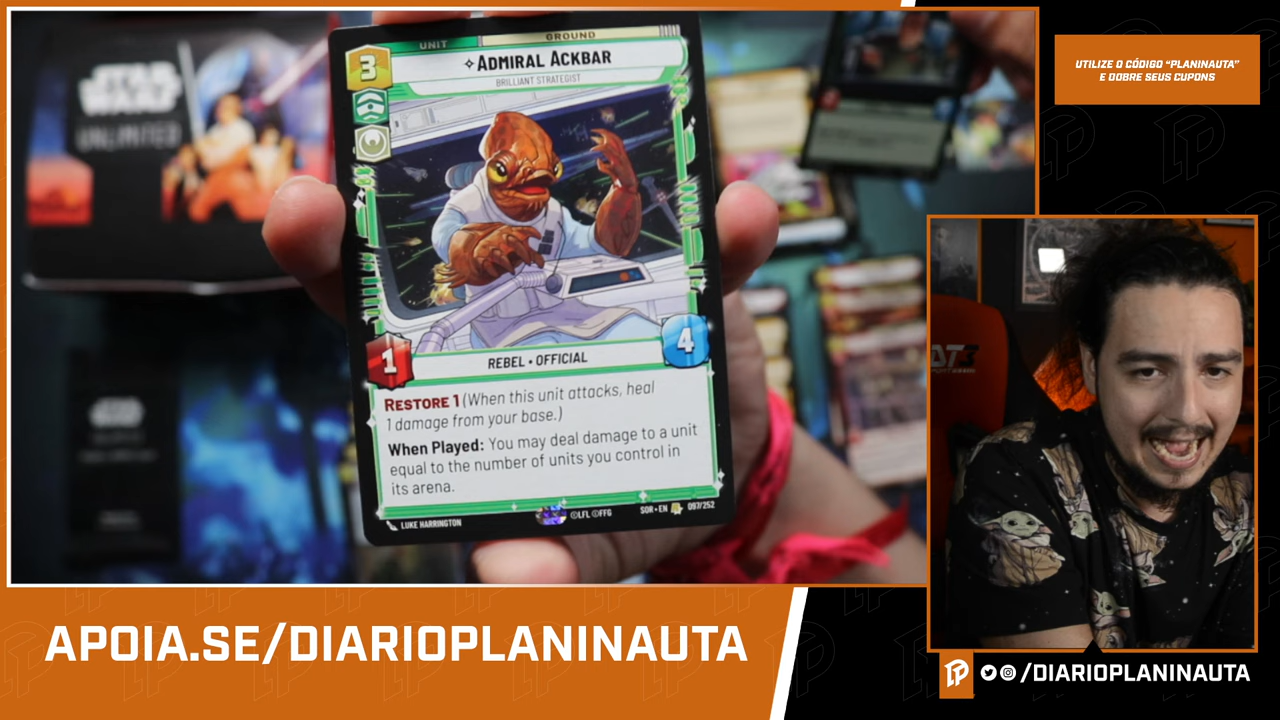 STAR
WARS
UNLIMITED
UNIT
GROUND
3
ADMIRAL ACKBAR
BRILLIANT STRATEGIST
1
REBEL • OFFICIAL
4
RESTORE 1 (When this unit attacks, heal
1 damage from your base.)
When Played: You may deal damage to a unit
equal to the number of units you control in
its arena.
LUKE HARRINGTON
©LFL ©FFG
SOR • EN
097/252
UTILIZE O CÓDIGO “PLANINAUTA”
E DOBRE SEUS CUPONS
APOIA.SE/DIARIOPLANINAUTA
/DIARIOPLANINAUTA